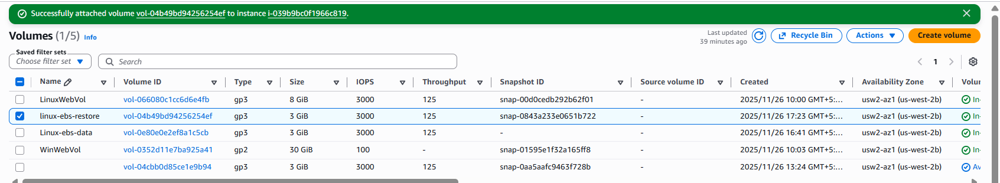 Successfully attached volume vol-04b49bd94256254ef to instance i-039b9bc0f1966c819.
Volumes (1/5) Info
Last updated
39 minutes ago
Recycle Bin
Actions
Create volume
Saved filter sets
Choose filter set
Search
1
Name Volume ID Type Size IOPS Throughput Snapshot ID Source volume ID Created Availability Zone Volu
LinuxWebVol vol-066080c1cc6d6e4fb gp3 8 GiB 3000 125 snap-00d0cedb292b62f01 - 2025/11/26 10:00 GMT+5:... usw2-az1 (us-west-2b) In-
linux-ebs-restore vol-04b49bd94256254ef gp3 3 GiB 3000 125 snap-0843a233e0651b722 - 2025/11/26 17:23 GMT+5:... usw2-az1 (us-west-2b) In-
Linux-ebs-data vol-0e80e0e2ef8a1c5cb gp3 3 GiB 3000 125 - - 2025/11/26 16:41 GMT+5:... usw2-az1 (us-west-2b) In-
WinWebVol vol-0352d11e7ba925a41 gp2 30 GiB 100 - snap-01595e1f32a165ff8 - 2025/11/26 10:03 GMT+5:... usw2-az1 (us-west-2b) In-
vol-04cbb0d85ce1e9b94 gp3 3 GiB 3000 125 snap-0aa5aafc9463f728b - 2025/11/26 13:24 GMT+5:... usw2-az1 (us-west-2b) Av